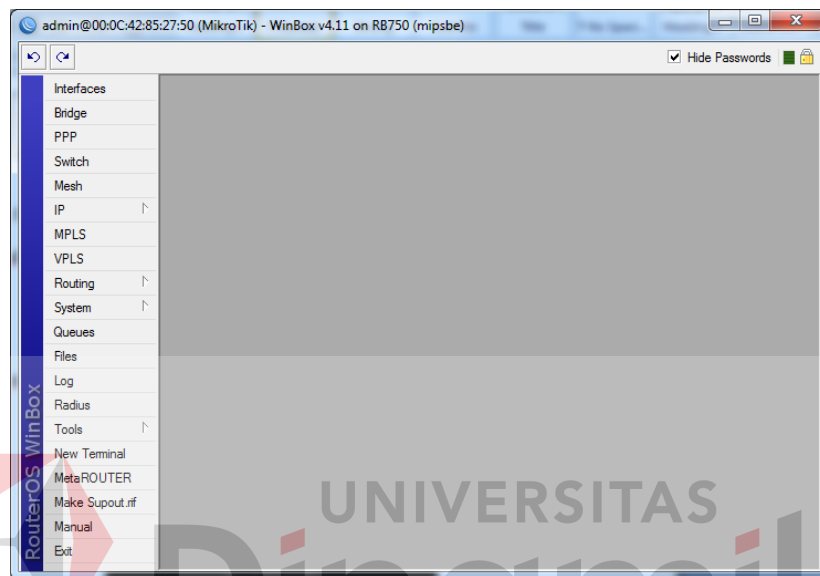 admin@00:0C:42:85:27:50 (MikroTik) - WinBox v4.11 on RB750 (mipsbe)
Hide Passwords
Interfaces
Bridge
PPP
Switch
Mesh
IP
MPLS
VPLS
Routing
System
Queues
Files
Log
Radius
Tools
New Terminal
MetaROUTER
Make Supout.rif
Manual
Exit
RouterOS WinBox
UNIVERSITAS